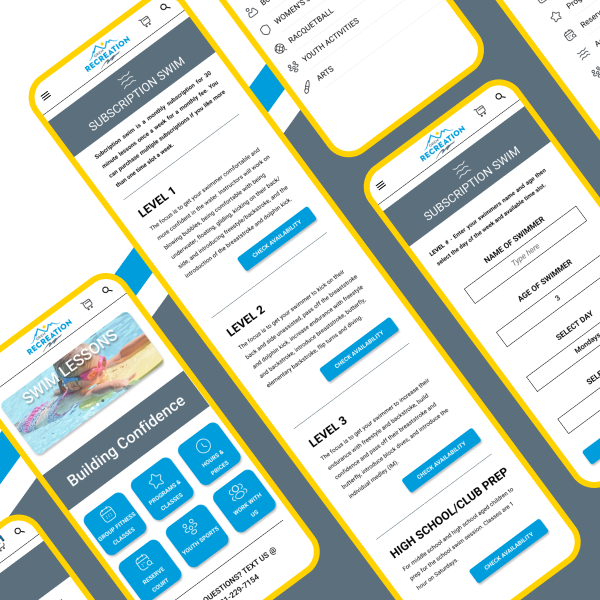 RECREATION
SUBSCRIPTION SWIM
Subcription swim is a monthly subscription for 30
minute lessons once a week for a monthly fee. You
can purchase multiple subscriptions if you like more
than one time slot a week.
LEVEL 1
The focus is to get your swimmer comfortable and
more confident in the water. Instructors will work on
blowing bubbles, being comfortable with being
underwater, floating, gliding, kicking on their back/
side, and introducing freestyle/backstroke, and the
introduction of the breaststroke and dolphin kick.
CHECK AVAILABILITY
LEVEL 2
The focus is to get your swimmer to kick on their
back and side unassisted, pass off the breaststroke
and dolphin kick, increase endurance with freestyle
and backstroke, introduce breaststroke, butterfly,
elementary backstroke, flip turns and diving.
CHECK AVAILABILITY
LEVEL 3
The focus is to get your swimmer to increase their
endurance with freestyle and backstroke, build
confidence and pass off their breaststroke and
butterfly, introduce block dives, and introduce the
individual medley (IM).
CHECK AVAILABILITY
HIGH SCHOOL/CLUB PREP
For middle school and high school aged children to
prep for the school swim session. Classes are 1
hour on Saturdays.
CHECK AVAILABILITY
WOMEN'S
RACQUETBALL
YOUTH ACTIVITIES
ARTS
RECREATION
SUBSCRIPTION SWIM
LEVEL # - Enter your swimmers name and age then
select the day of the week and available time slot.
NAME OF SWIMMER
Type here
AGE OF SWIMMER
3
SELECT DAY
Mondays
SELE
RECREATION
SWIM LESSONS
Building Confidence
GROUP FITNESS
CLASSES
PROGRAMS &
CLASSES
HOURS &
PRICES
RESERVE
COURT
YOUTH SPORTS
WORK WITH
US
QUESTIONS? TEXT US @
1-229-7154
Prog
Reser